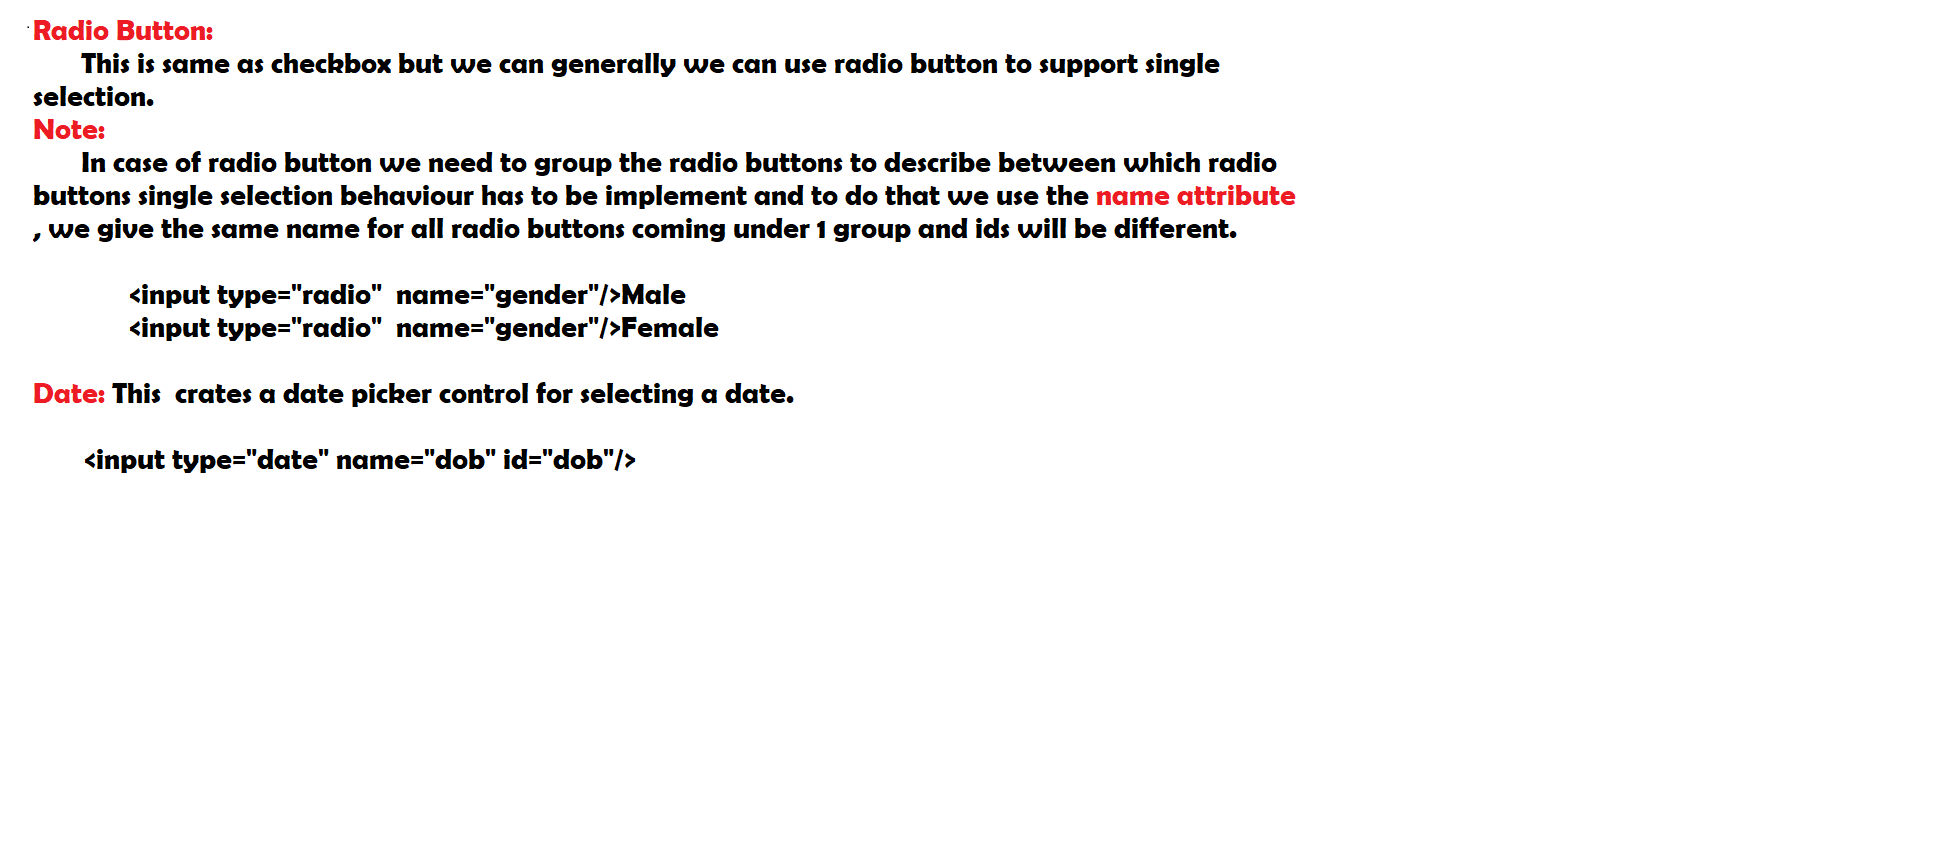 Radio Button:
This is same as checkbox but we can generally we can use radio button to support single
selection.
Note:
In case of radio button we need to group the radio buttons to describe between which radio
buttons single selection behaviour has to be implement and to do that we use the name attribute
, we give the same name for all radio buttons coming under 1 group and ids will be different.
<input type="radio"  name="gender"/>Male
<input type="radio"  name="gender"/>Female
Date: This  crates a date picker control for selecting a date.
<input type="date" name="dob" id="dob"/>